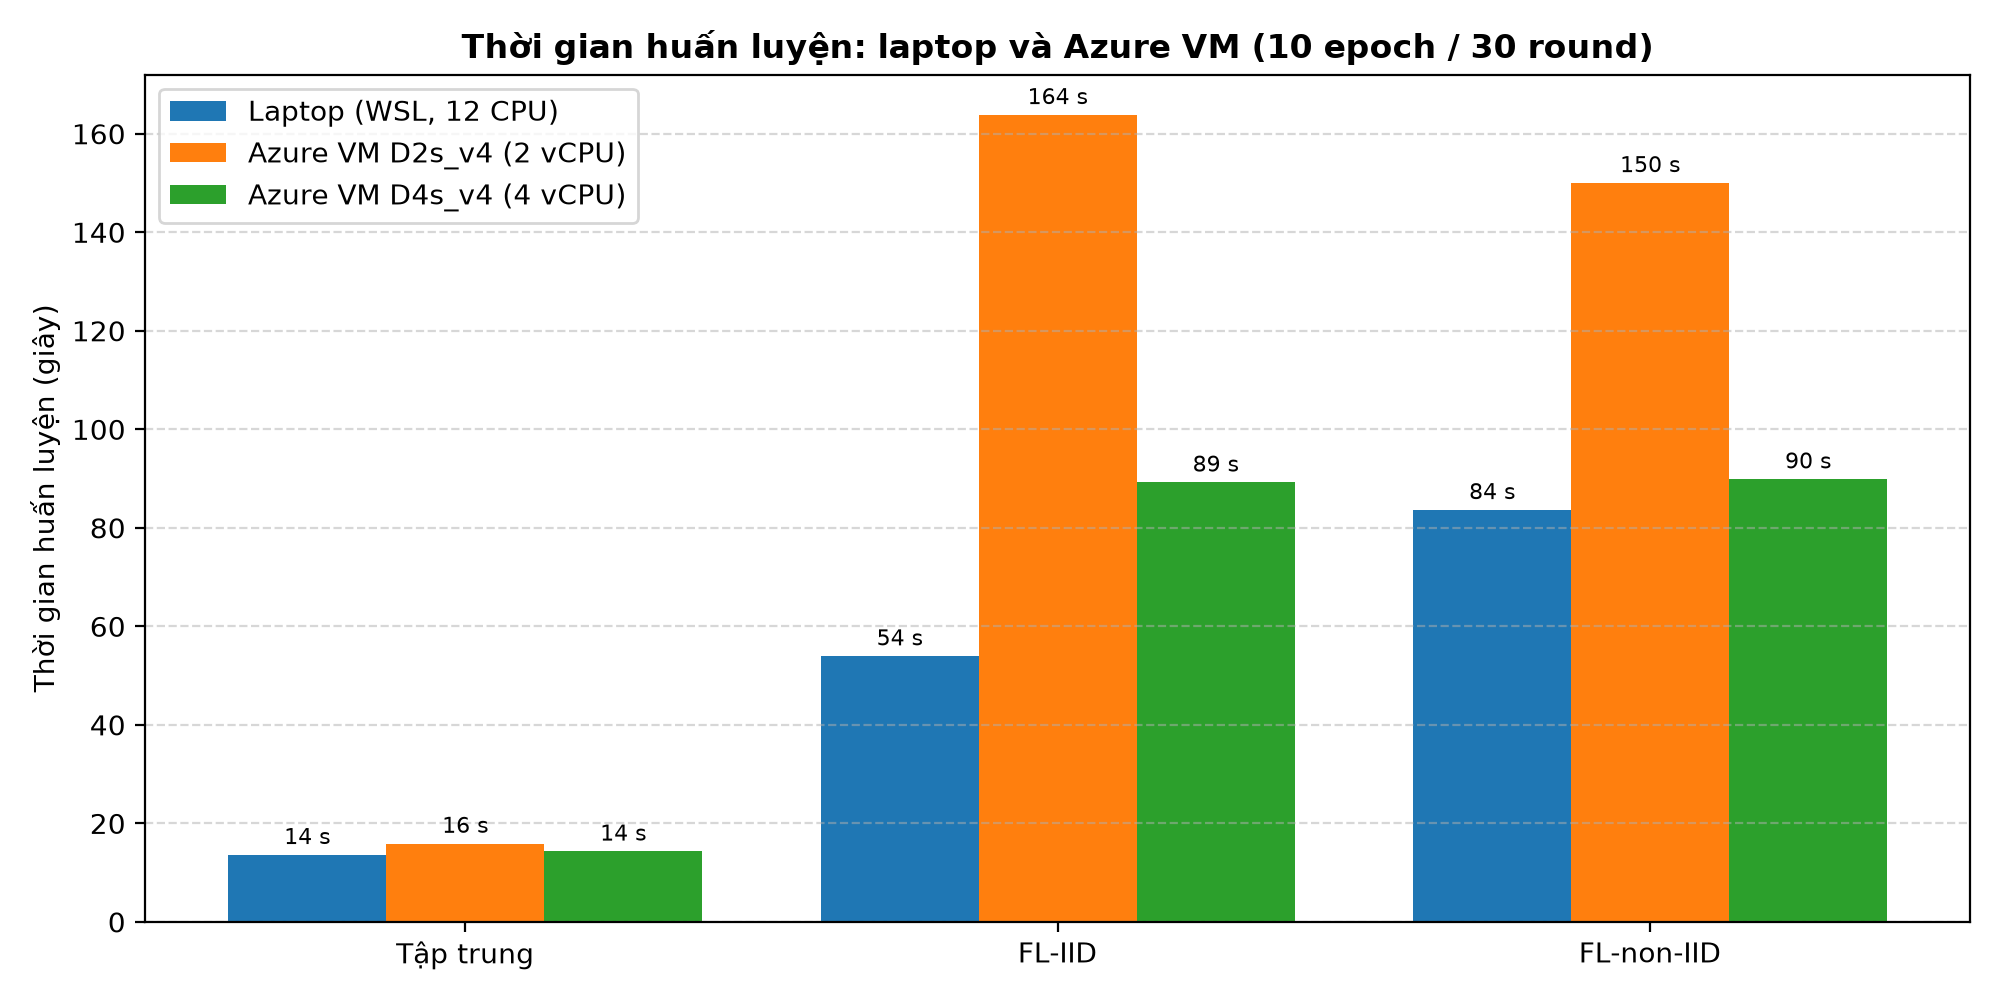 Thời gian huấn luyện: laptop và Azure VM (10 epoch / 30 round)
Laptop (WSL, 12 CPU)
Azure VM D2s_v4 (2 vCPU)
Azure VM D4s_v4 (4 vCPU)
Thời gian huấn luyện (giây)
160
140
120
100
80
60
40
20
0
14 s
16 s
14 s
54 s
164 s
89 s
84 s
150 s
90 s
Tập trung
FL-IID
FL-non-IID